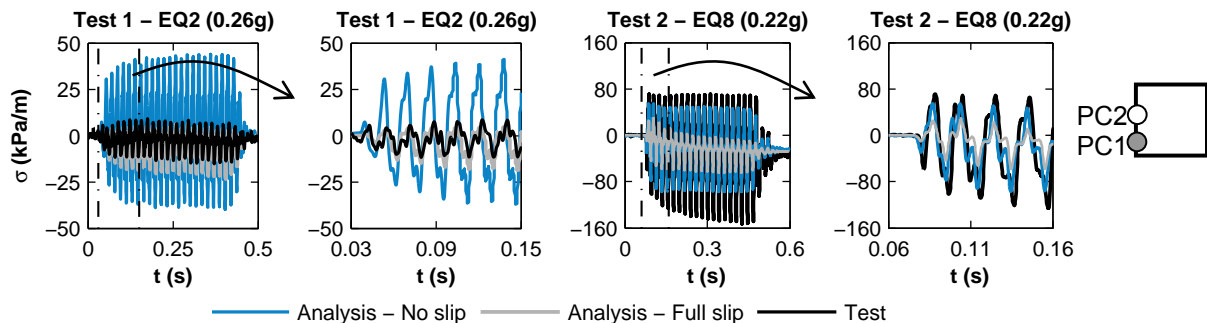 Test 1 – EQ2 (0.26g)
Test 1 – EQ2 (0.26g)
Test 2 – EQ8 (0.22g)
Test 2 – EQ8 (0.22g)
σ (kPa/m)
50
25
0
−25
−50
0
0.25
0.5
t (s)
50
25
0
−25
−50
0.03
0.09
0.15
t (s)
160
80
0
−80
−160
0
0.3
0.6
t (s)
160
80
0
−80
−160
0.06
0.11
0.16
t (s)
PC2
PC1
Analysis – No slip
Analysis – Full slip
Test